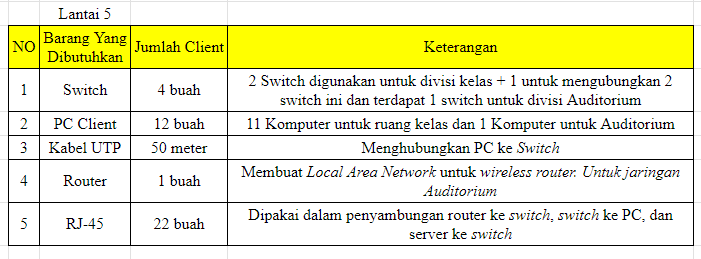 Lantai 5
NO Barang Yang Dibutuhkan Jumlah Client Keterangan
1 Switch 4 buah 2 Switch digunakan untuk divisi kelas + 1 untuk mengubungkan 2
switch ini dan terdapat 1 switch untuk divisi Auditorium
2 PC Client 12 buah 11 Komputer untuk ruang kelas dan 1 Komputer untuk Auditorium
3 Kabel UTP 50 meter Menghubungkan PC ke Switch
4 Router 1 buah Membuat Local Area Network untuk wireless router. Untuk jaringan
Auditorium
5 RJ-45 22 buah Dipakai dalam penyambungan router ke switch, switch ke PC, dan
server ke switch